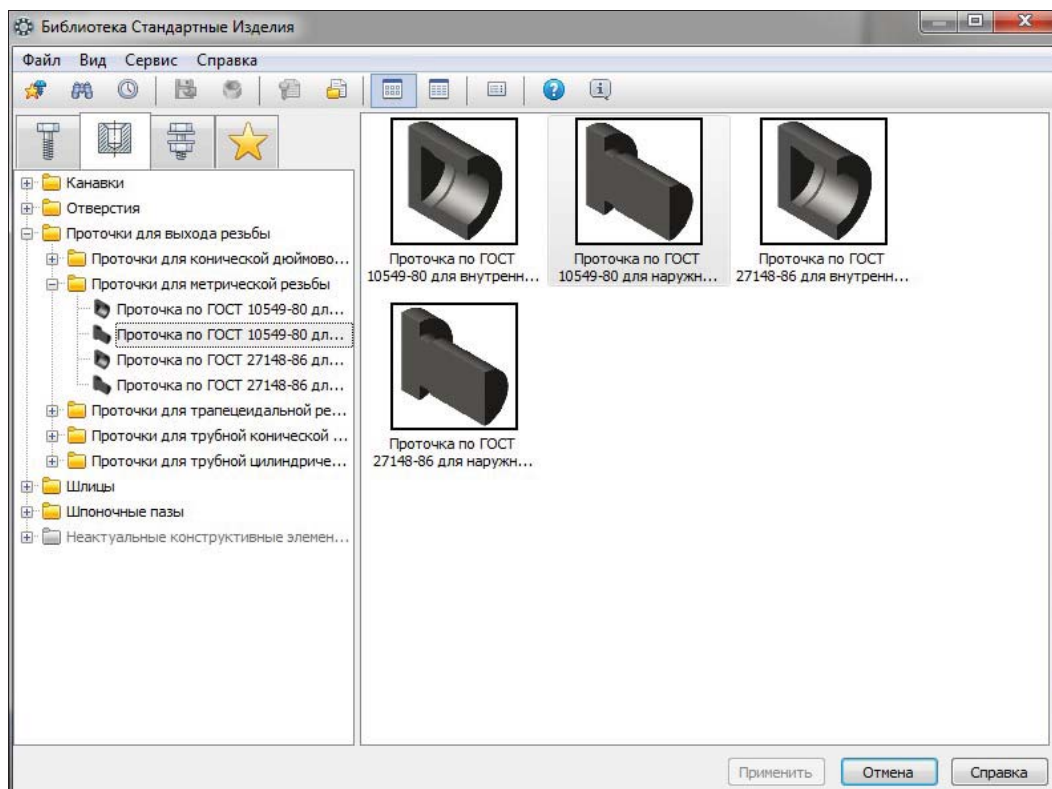 Библиотека Стандартные Изделия
Файл Вид Сервис Справка
Канавки
Отверстия
Проточки для выхода резьбы
Проточки для конической дюймово...
Проточки для метрической резьбы
Проточка по ГОСТ 10549-80 дл...
Проточка по ГОСТ 10549-80 дл...
Проточка по ГОСТ 27148-86 дл...
Проточка по ГОСТ 27148-86 дл...
Проточки для трапецеидальной ре...
Проточки для трубной конической ...
Проточки для трубной цилиндриче...
Шлицы
Шпоночные пазы
Неактуальные конструктивные элемен...
Проточка по ГОСТ
10549-80 для внутренн...
Проточка по ГОСТ
10549-80 для наружн...
Проточка по ГОСТ
27148-86 для внутренн...
Проточка по ГОСТ
27148-86 для наружн...
Применить Отмена Справка